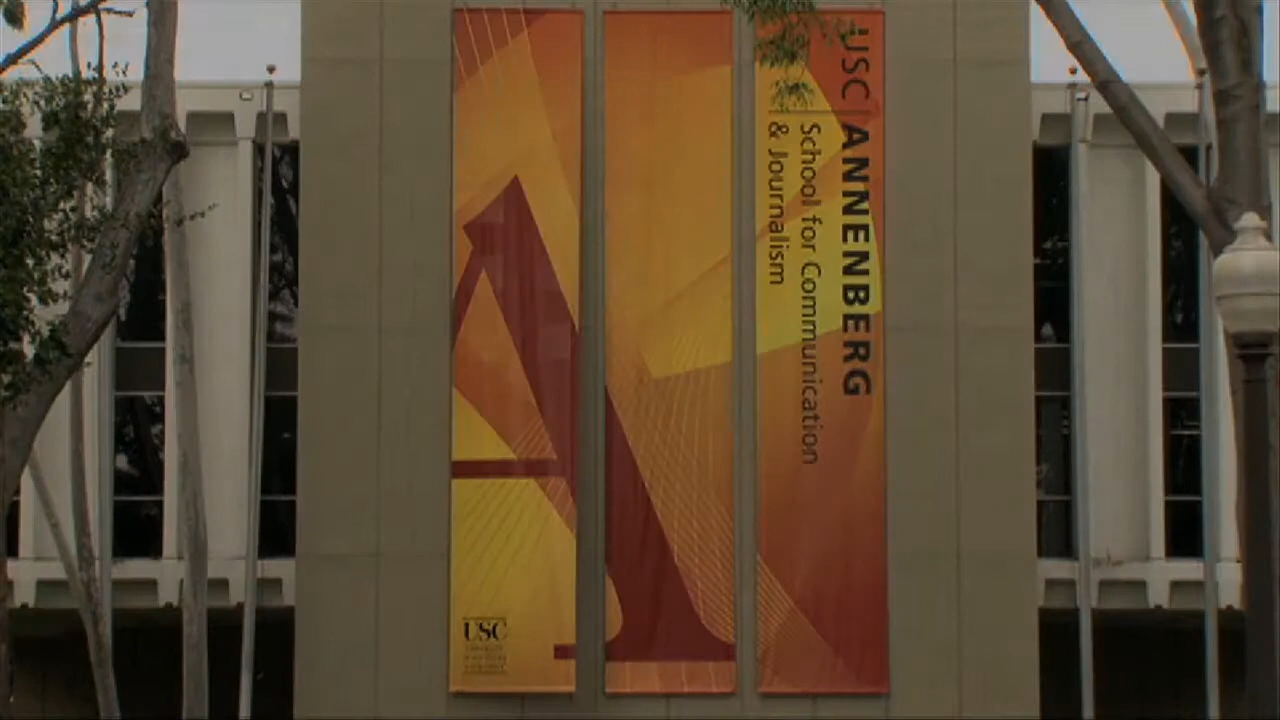 USC ANNENBERG
School for Communication
& Journalism
A
USC